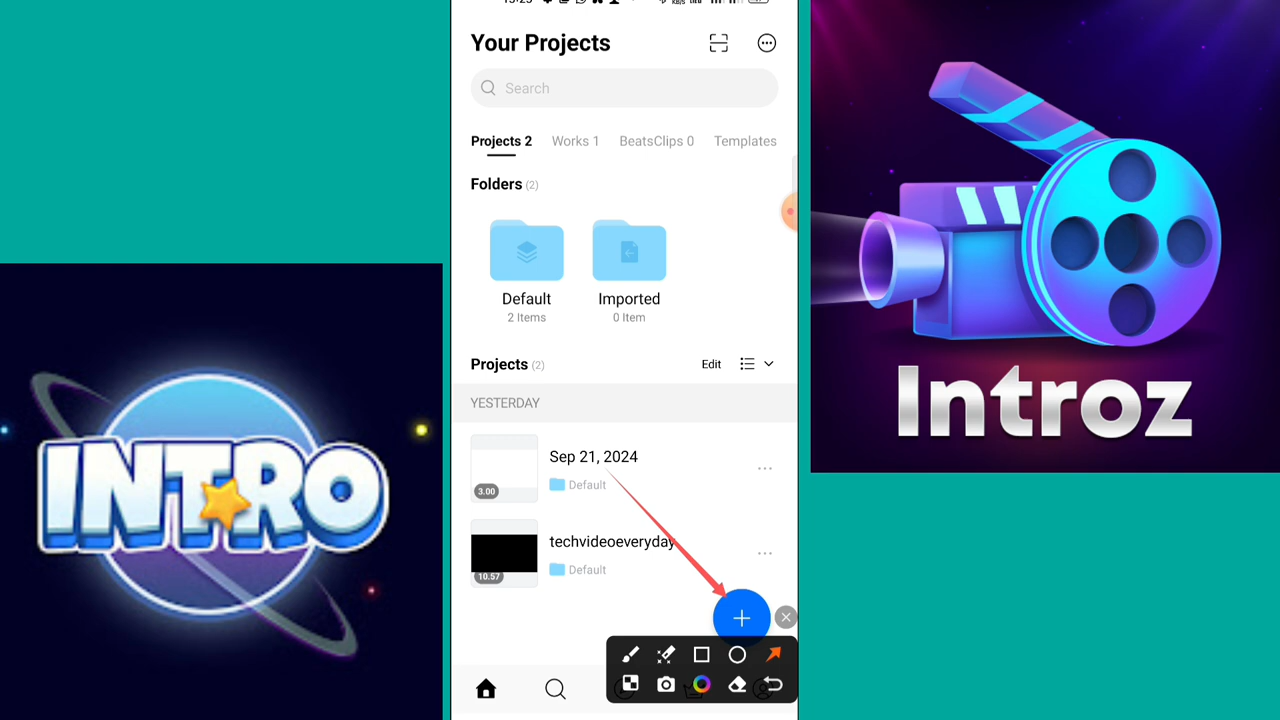 Your Projects
Search
Projects 2 Works 1 BeatsClips 0 Templates
Folders (2)
Default
2 Items
Imported
0 Item
Projects (2) Edit
YESTERDAY
Sep 21, 2024
3.00
Default
techvideoeveryday
10.57
Default
INTRO
Introz